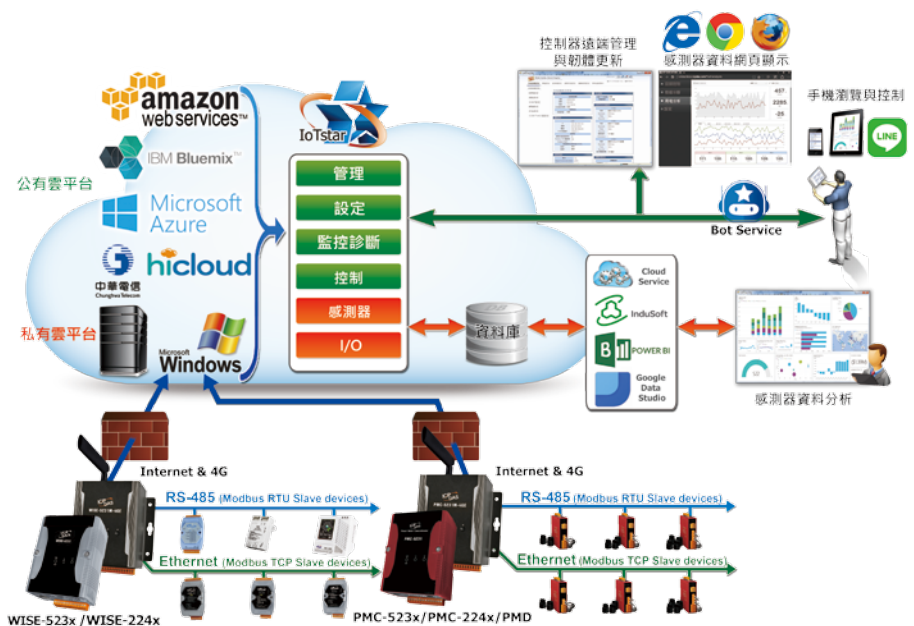 控制器遠端管理
與韌體更新
感測器資料網頁顯示
手機瀏覽與控制
LINE
amazon
web services™
IBM Bluemix™
公有雲平台
Microsoft
Azure
中華電信
Chunghwa Telecom
hicloud
私有雲平台
Microsoft
Windows
IoTstar
管理
設定
監控診斷
控制
感測器
I/O
Bot Service
資料庫
Cloud
Service
InduSoft
POWER BI
Google
Data
Studio
感測器資料分析
Internet & 4G
RS-485 (Modbus RTU Slave devices)
Ethernet (Modbus TCP Slave devices)
WISE-523x /WISE-224x
Internet & 4G
RS-485 (Modbus RTU Slave devices)
Ethernet (Modbus TCP Slave devices)
PMC-523x/PMC-224x/PMD